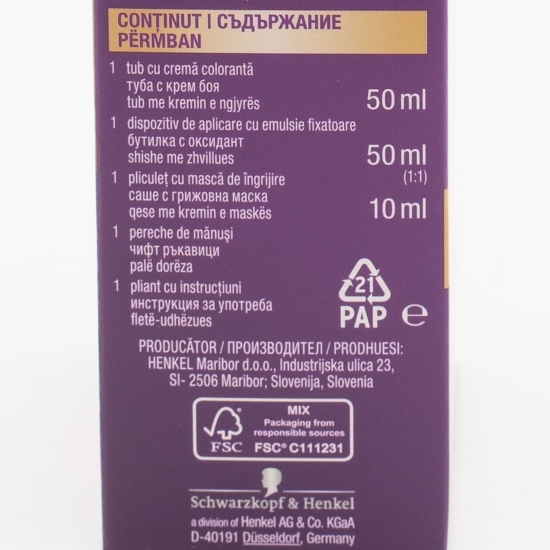 CONȚINUT | СЪДЪРЖАНИЕ
PËRMBAN
1 tub cu cremă colorantă
туба с крем боя
tub me kremin e ngjyrës
50 ml
1 dispozitiv de aplicare cu emulsie fixatoare
бутилка с оксидант
shishe me zhvillues
50 ml
(1:1)
1 pliculeț cu mască de îngrijire
саше с грижовна маска
qese me kremin e maskës
10 ml
1 pereche de mănuși
чифт ръкавици
palë dorëza
1 pliant cu instrucțiuni
инструкция за употреба
fletë-udhëzues
21
PAP e
PRODUCĂTOR / ПРОИЗВОДИТЕЛ / PRODHUESI:
HENKEL Maribor d.o.o., Industrijska ulica 23,
SI- 2506 Maribor; Slovenija, Slovenia
FSC
MIX
Packaging from
responsible sources
FSC® C111231
Schwarzkopf & Henkel
a division of Henkel AG & Co. KGaA
D-40191 Düsseldorf, Germany